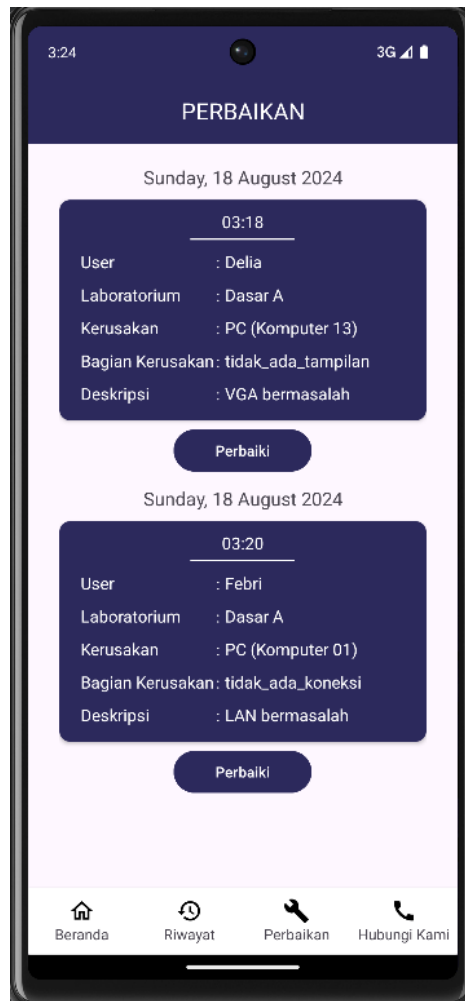 3:24 3G
PERBAIKAN
Sunday, 18 August 2024
03:18
User : Delia
Laboratorium : Dasar A
Kerusakan : PC (Komputer 13)
Bagian Kerusakan : tidak_ada_tampilan
Deskripsi : VGA bermasalah
Perbaiki
Sunday, 18 August 2024
03:20
User : Febri
Laboratorium : Dasar A
Kerusakan : PC (Komputer 01)
Bagian Kerusakan : tidak_ada_koneksi
Deskripsi : LAN bermasalah
Perbaiki
Beranda Riwayat Perbaikan Hubungi Kami